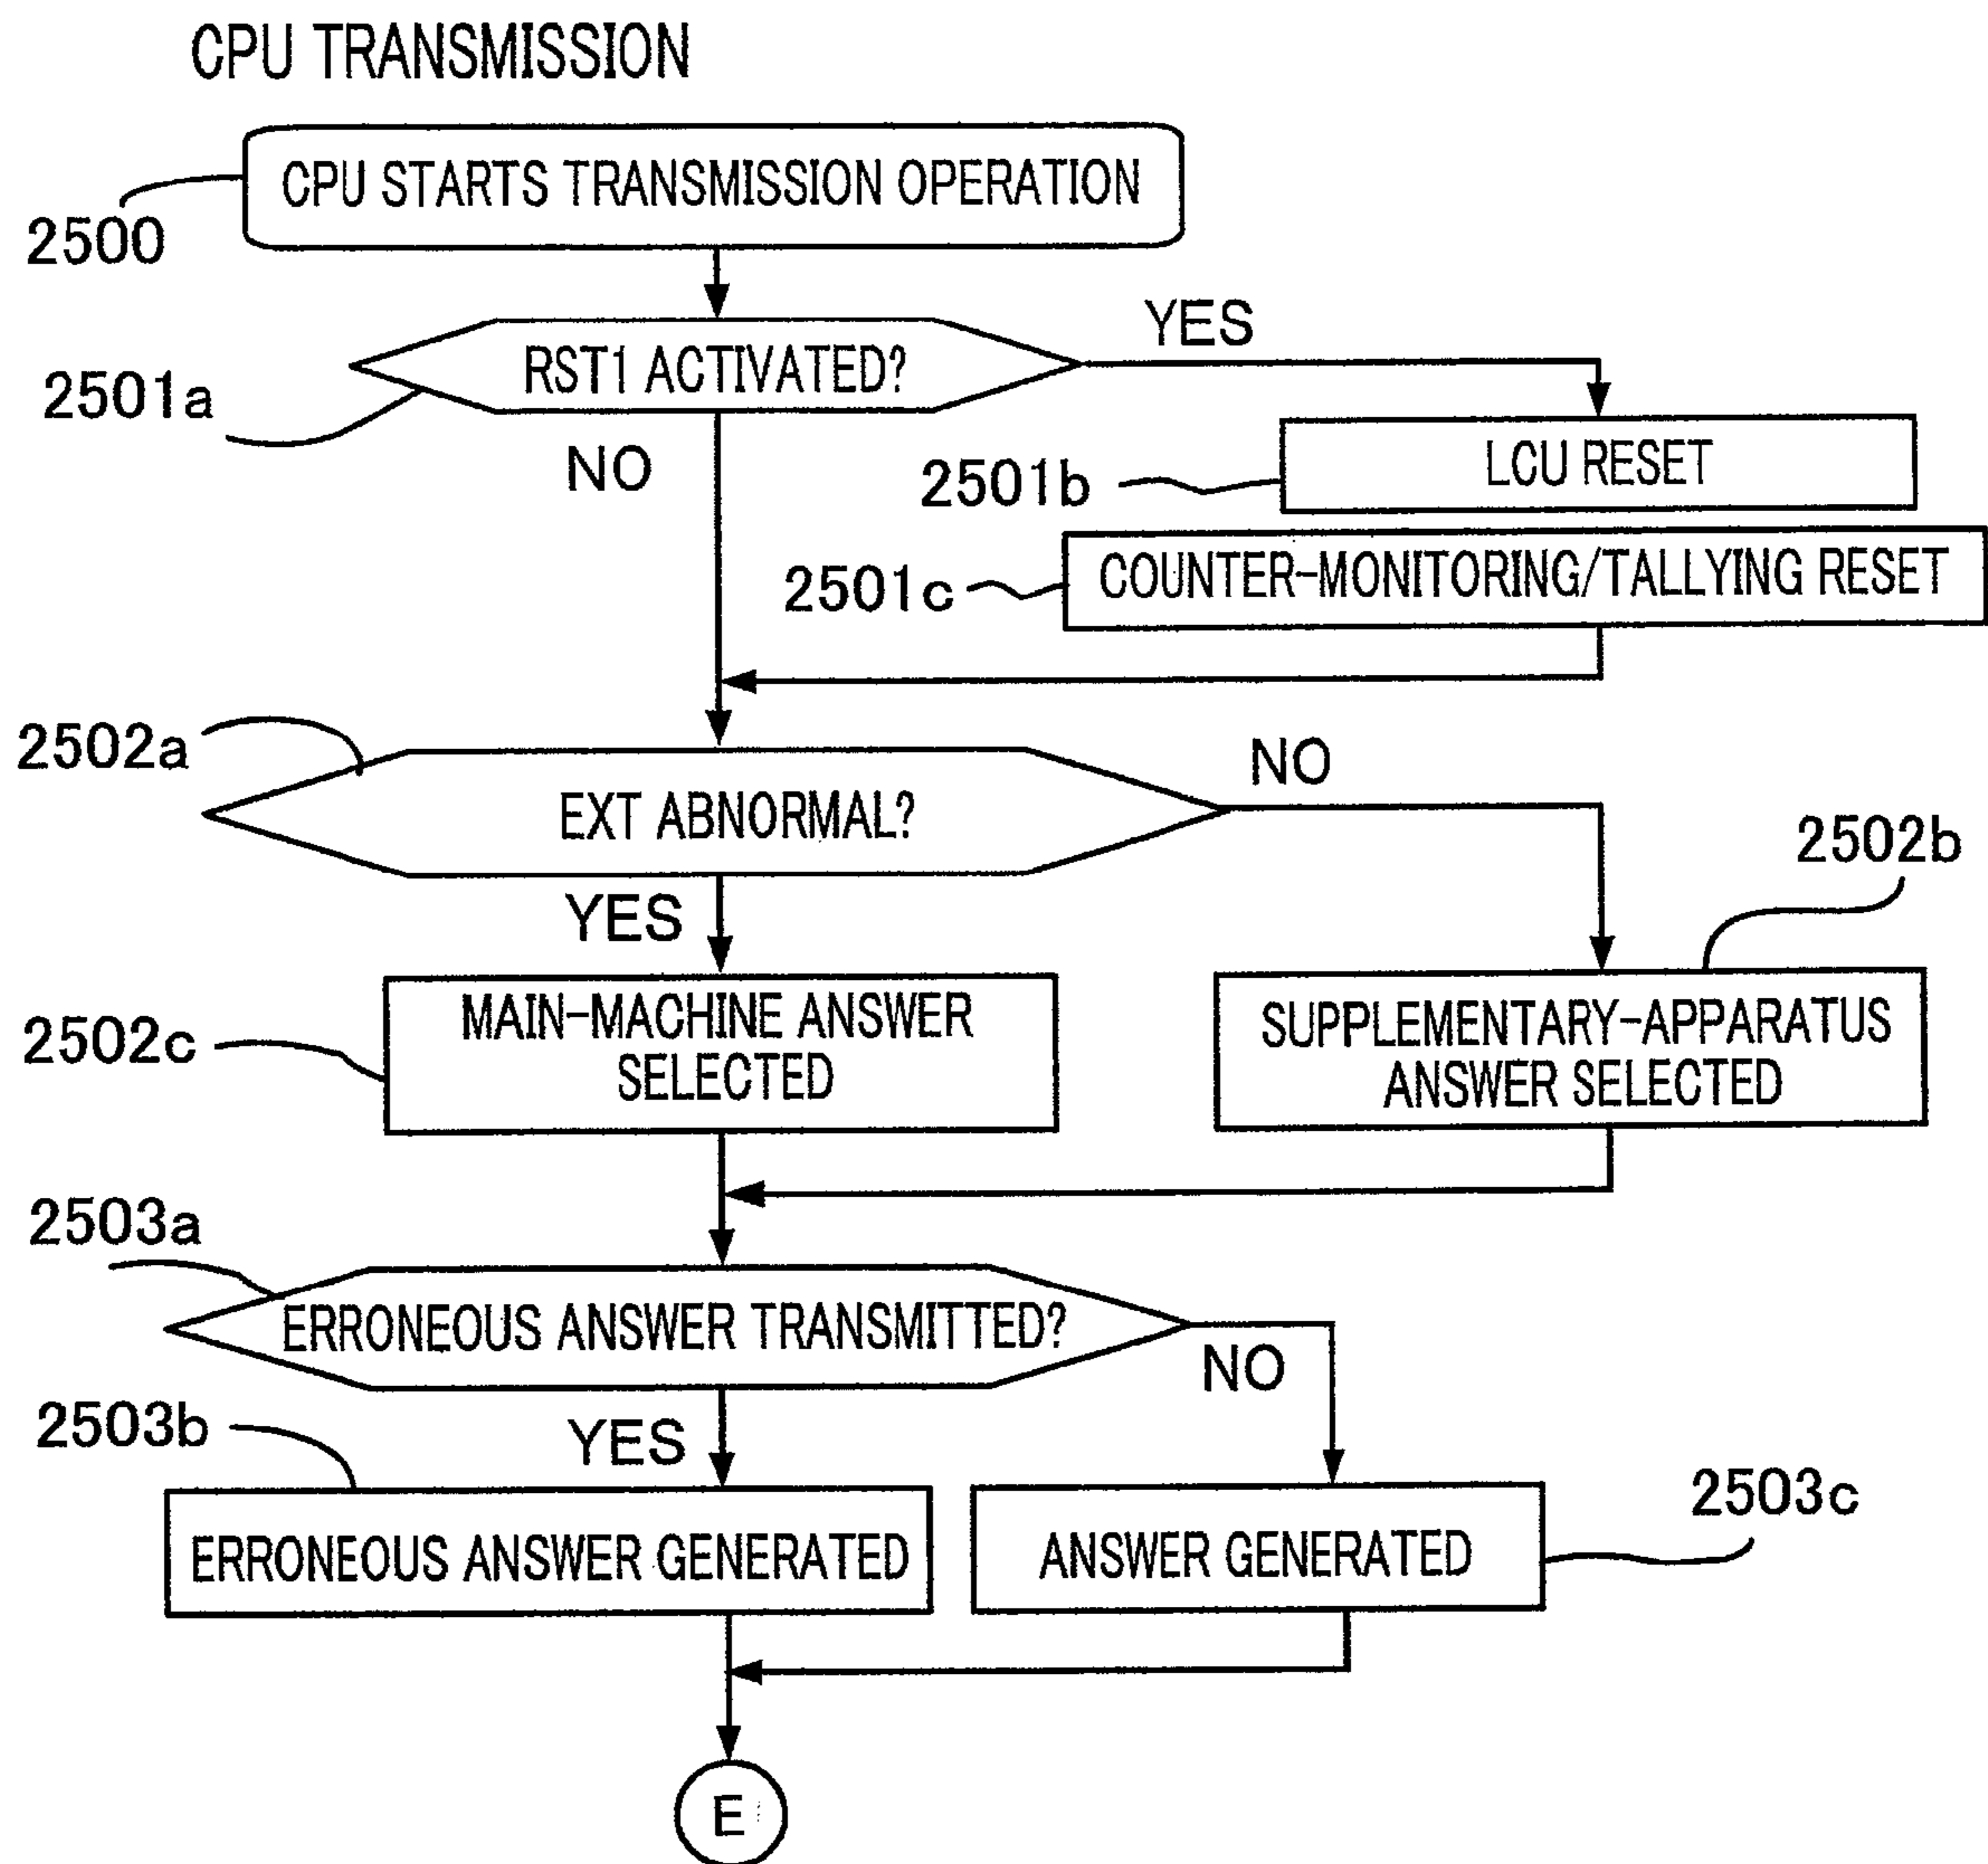 CPU TRANSMISSION
CPU STARTS TRANSMISSION OPERATION
2500
RST1 ACTIVATED?
YES
2501a
NO
LCU RESET
2501b
COUNTER-MONITORING/TALLYING RESET
2501c
2502a
NO
EXT ABNORMAL?
2502b
YES
MAIN-MACHINE ANSWER
SELECTED
2502c
SUPPLEMENTARY-APPARATUS
ANSWER SELECTED
2503a
ERRONEOUS ANSWER TRANSMITTED?
NO
2503b
YES
2503c
ERRONEOUS ANSWER GENERATED
ANSWER GENERATED
E